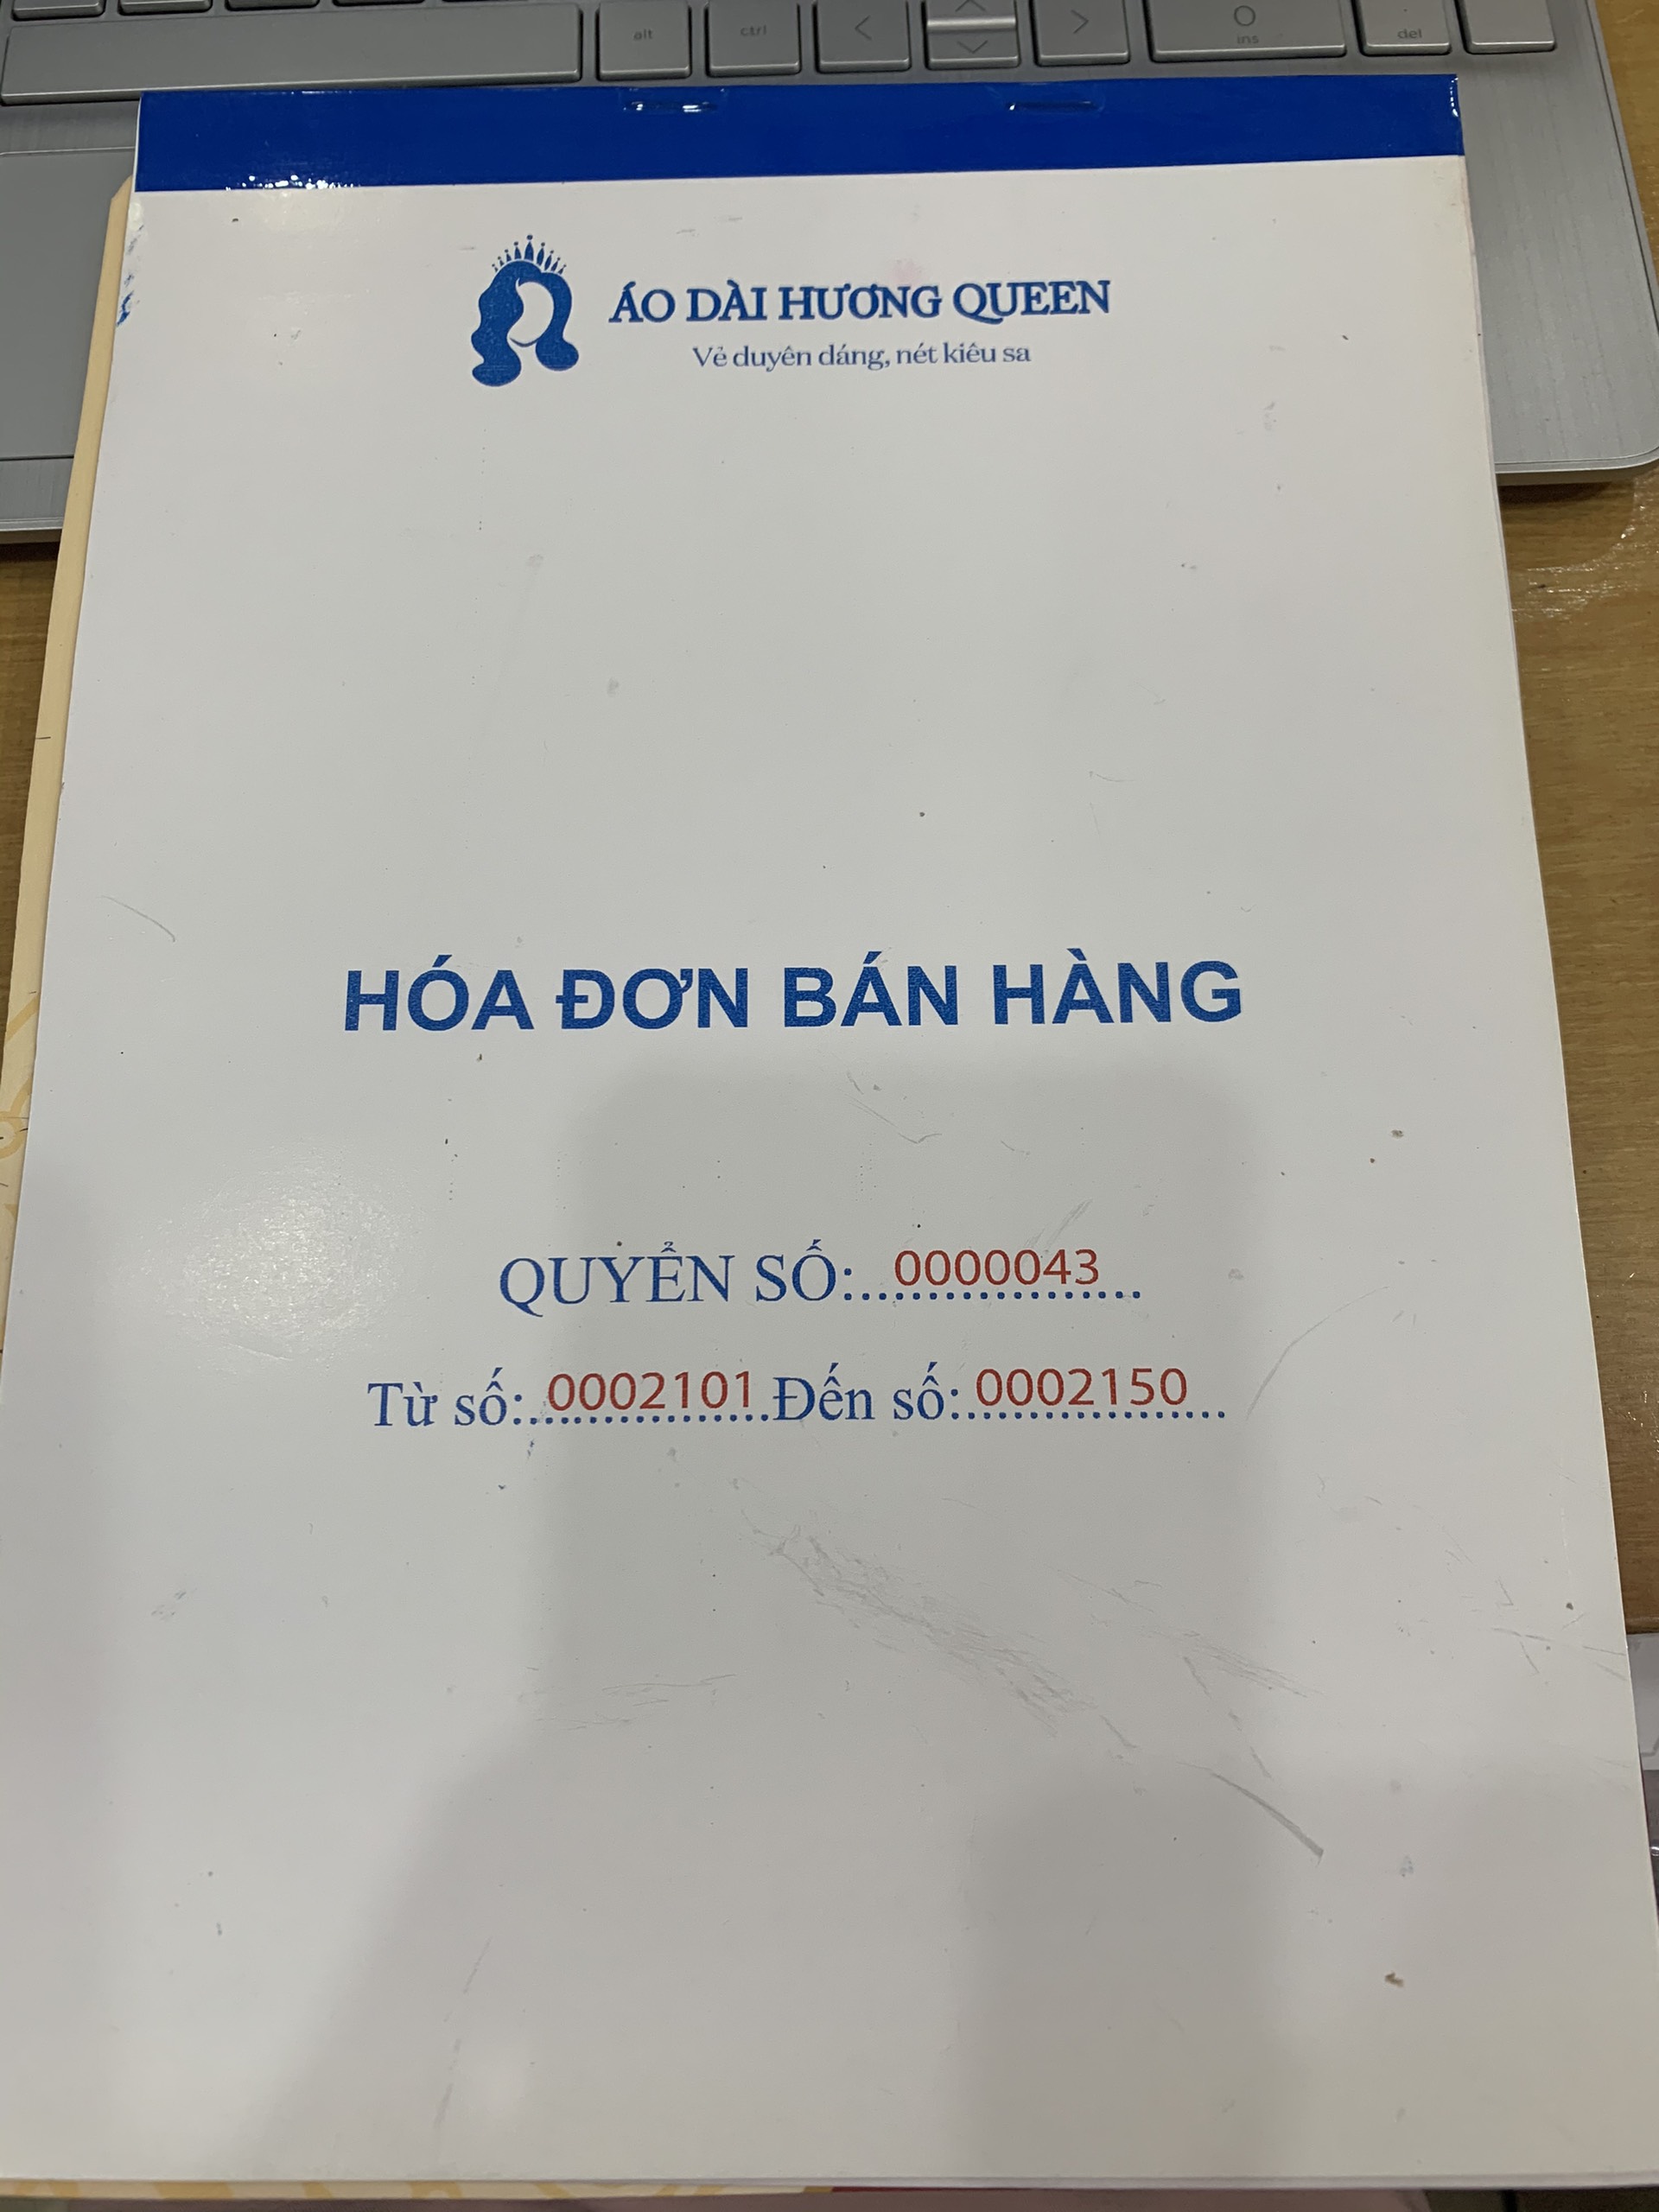 alt ctrl < > ins del
ÁO DÀI HƯƠNG QUEEN
Vẻ duyên dáng, nét kiêu sa
HÓA ĐƠN BÁN HÀNG
QUYỂN SỐ:..0000043...
Từ số:.0002101.Đến số:.0002150...